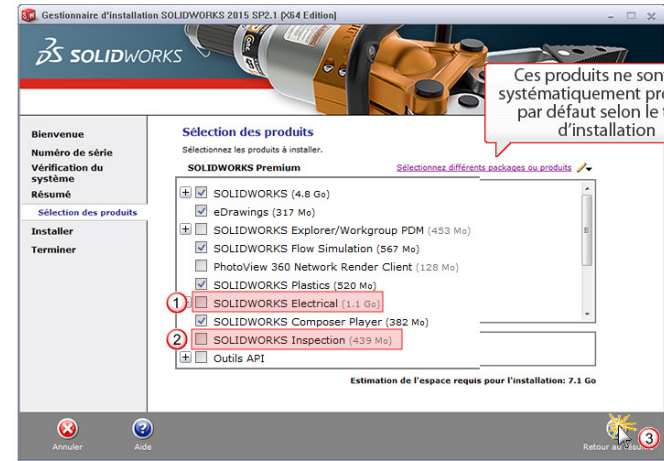 Gestionnaire d'installation SOLIDWORKS 2015 SP2.1 (X64 Edition)
SOLIDWORKS
Ces produits ne
systématiquement
par défaut selon le
d'installation
Bienvenue
Numéro de série
Vérification du
système
Résumé
Sélection des produits
Installer
Terminer
Sélection des produits
Sélectionnez les produits à installer.
SOLIDWORKS Premium
Sélectionnez différents packages ou produits
SOLIDWORKS (4.8 Go)
eDrawings (317 Mo)
SOLIDWORKS Explorer/Workgroup PDM (453 Mo)
SOLIDWORKS Flow Simulation (567 Mo)
PhotoView 360 Network Render Client (128 Mo)
SOLIDWORKS Plastics (520 Mo)
1 SOLIDWORKS Electrical (1.1 Go)
SOLIDWORKS Composer Player (382 Mo)
2 SOLIDWORKS Inspection (439 Mo)
Outils API
Estimation de l'espace requis pour l'installation: 7.1 Go
Annuler
Aide
Retour au
3